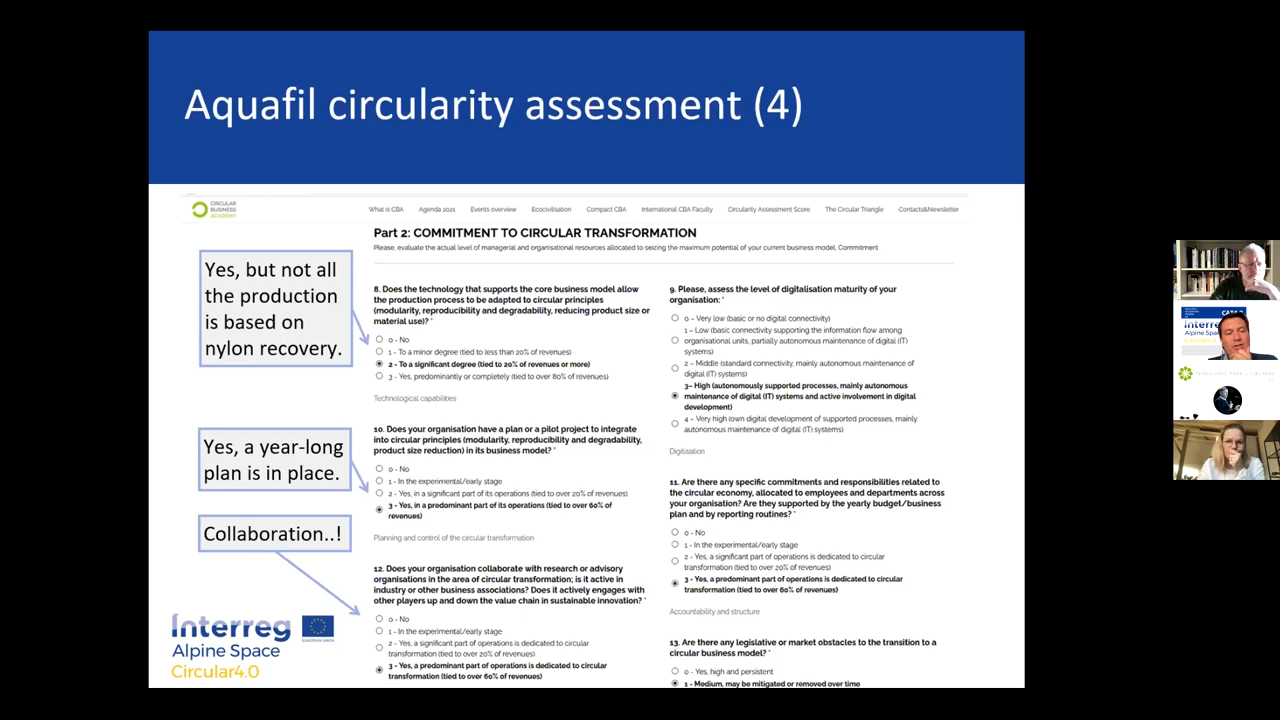 Aquafil circularity assessment (4)
CIRCULAR
BUSINESS
ACADEMY
What is CBA Agenda 2021 Events overview Ecocivilisation Compact CBA International CBA Faculty Circularity Assessment Score The Circular Triangle Contacts&Newsletter
Part 2: COMMITMENT TO CIRCULAR TRANSFORMATION
Please, evaluate the actual level of managerial and organisational resources allocated to seizing the maximum potential of your current business model, Commitment
Yes, but not all
the production
is based on
nylon recovery.
Yes, a year-long
plan is in place.
Collaboration..!
8. Does the technology that supports the core business model allow
the production process to be adapted to circular principles
(modularity, reproducibility and degradability, reducing product size or
material use)? *
0 - No
1 - To a minor degree (tied to less than 20% of revenues)
2 - To a significant degree (tied to 20% of revenues or more)
3 - Yes, predominantly or completely (tied to over 80% of revenues)
Technological capabilities
10. Does your organisation have a plan or a pilot project to integrate
into circular principles (modularity, reproducibility and degradability,
product size reduction) in its business model? *
0 - No
1 - In the experimental/early stage
2 - Yes, in a significant part of its operations (tied to over 20% of revenues)
3 - Yes, in a predominant part of its operations (tied to over 60% of
revenues)
Planning and control of the circular transformation
12. Does your organisation collaborate with research or advisory
organisations in the area of circular transformation; is it active in
industry or other business associations? Does it actively engages with
other players up and down the value chain in sustainable innovation? *
0 - No
1 - In the experimental/early stage
2 - Yes, a significant part of operations is dedicated to circular
transformation (tied to over 20% of revenues)
3 - Yes, a predominant part of operations is dedicated to circular
transformation (tied to over 60% of revenues)
9. Please, assess the level of digitalisation maturity of your
organisation: *
0 – Very low (basic or no digital connectivity)
1 – Low (basic connectivity supporting the information flow among
organisational units, partially autonomous maintenance of digital (IT)
systems)
2 – Middle (standard connectivity, mainly autonomous maintenance of
digital (IT) systems)
3– High (autonomously supported processes, mainly autonomous
maintenance of digital (IT) systems and active involvement in digital
development)
4 – Very high (own digital development of supported processes, mainly
autonomous maintenance of digital (IT) systems)
Digitisation
11. Are there any specific commitments and responsibilities related to
the circular economy, allocated to employees and departments across
your organisation? Are they supported by the yearly budget/business
plan and by reporting routines? *
0 - No
1 - In the experimental/early stage
2 - Yes, a significant part of operations is dedicated to circular
transformation (tied to over 20% of revenues)
3 - Yes, a predominant part of operations is dedicated to circular
transformation (tied to over 60% of revenues)
Accountability and structure
13. Are there any legislative or market obstacles to the transition to a
circular business model? *
0 - Yes, high and persistent
1 - Medium, may be mitigated or removed over time
Interreg
Alpine Space
Circular4.0
EUROPEAN UNION
Interreg
Alpine Space